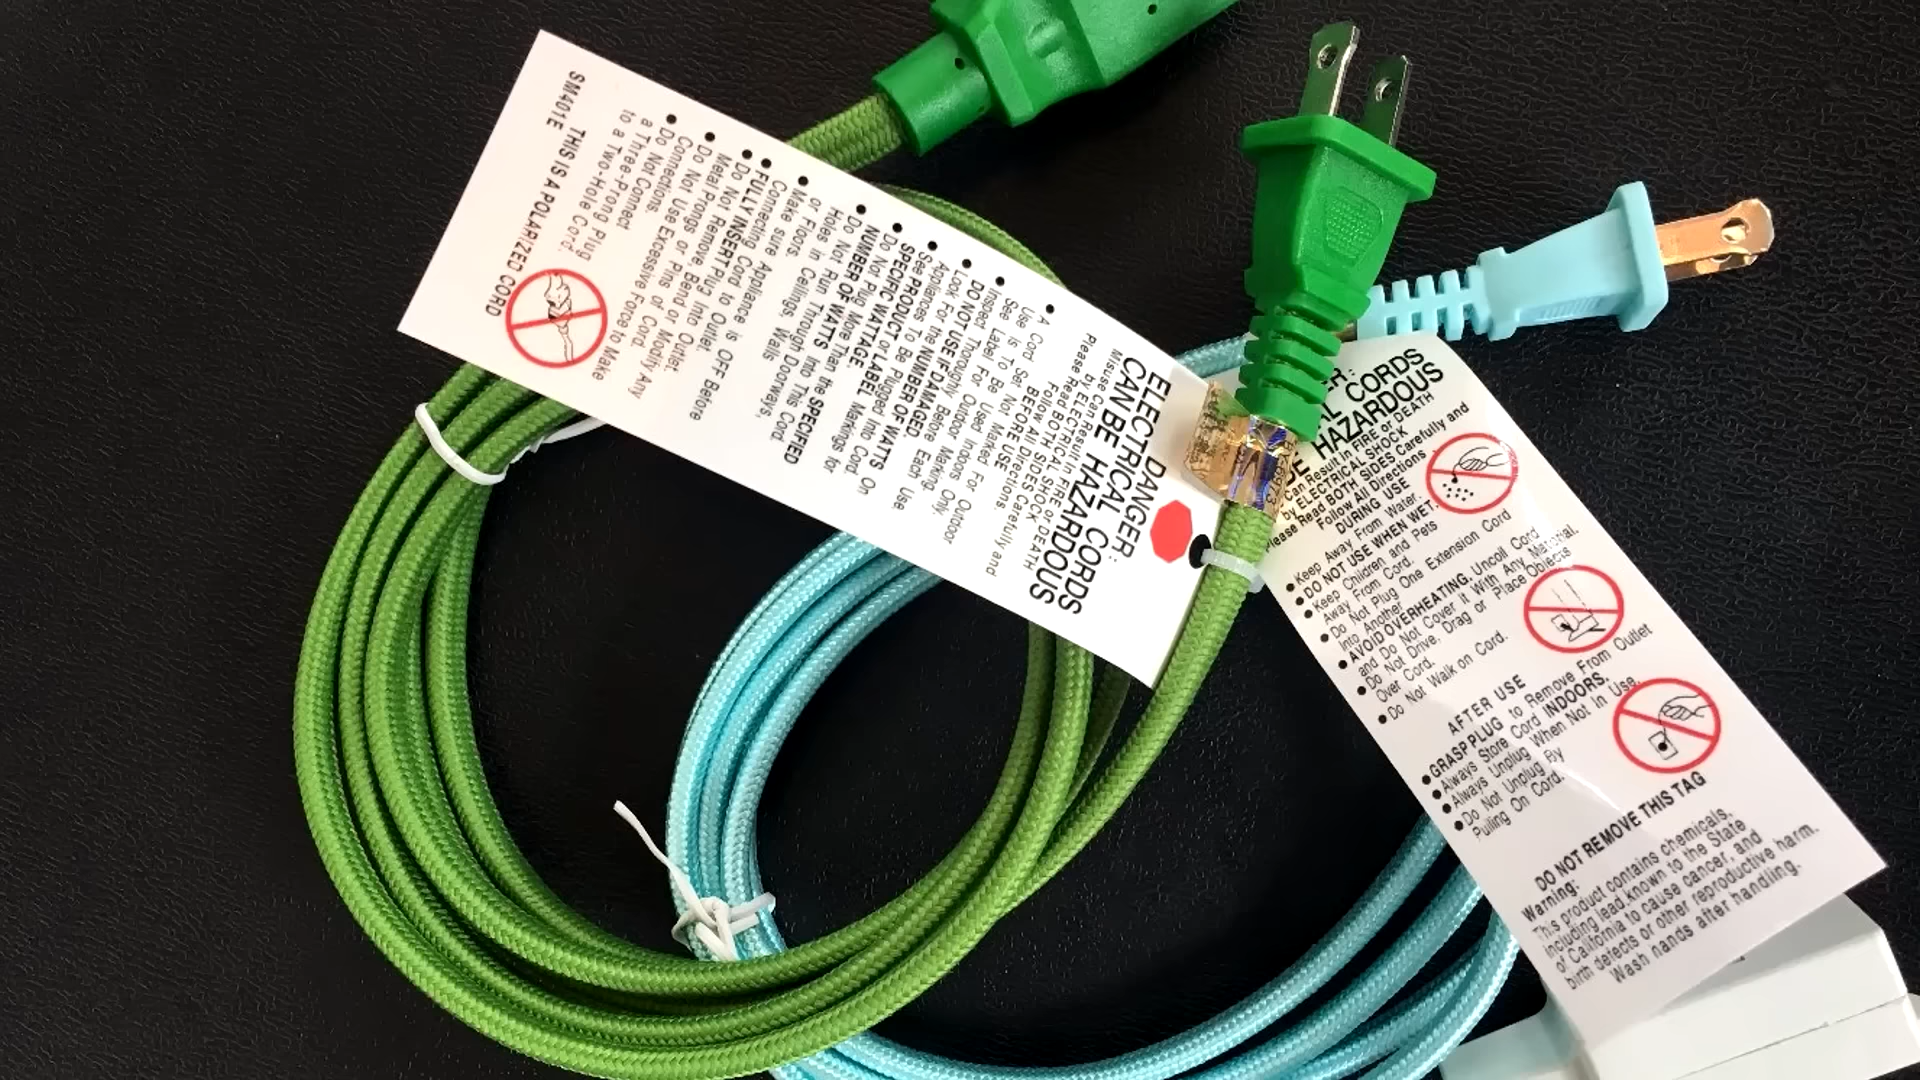 DANGER:
ELECTRICAL CORDS
CAN BE HAZARDOUS
Misuse Can Result in FIRE or DEATH
by ELECTRICAL SHOCK
Please Read BOTH SIDES Carefully and
Follow All Directions
BEFORE USE
• A Cord Set Not Marked For Outdoor
Use is To Be Used Indoors Only.
See Label For Outdoor Marking.
• Inspect Thoroughly Before Each Use.
• DO NOT USE IF DAMAGED.
• Look For the NUMBER OF WATTS On
Appliances To Be Plugged Into Cord.
• See PRODUCT or LABEL Markings for
SPECIFIC WATTAGE.
• Do Not Plug More Than the SPECIFIED
NUMBER OF WATTS Into This Cord.
• Do Not Run Through Doorways,
Holes in Ceilings, Walls
or Floors.
• Make sure Appliance is OFF Before
Connecting Cord to Outlet.
• FULLY INSERT Plug Into Outlet.
• Do Not Remove, Bend or Modify Any
Metal Prongs or Pins of Cord.
• Do Not Use Excessive Force to Make
Connections.
• Do Not Connect
a Three-Prong Plug
to a Two-Hole Cord.
THIS IS A POLARIZED CORD
SM401E
CORDS
HAZARDOUS
Can Result in FIRE or DEATH
by ELECTRICAL SHOCK
Please Read BOTH SIDES Carefully and
Follow All Directions
DURING USE
• Keep Away From Water.
• DO NOT USE WHEN WET.
• Keep Children and Pets
Away From Cord.
• Do Not Plug One Extension Cord
Into Another
• AVOID OVERHEATING. Uncoil Cord
and Do Not Cover it With Any Material.
• Do Not Drive, Drag or Place Objects
Over Cord.
• Do Not Walk on Cord.
AFTER USE
• GRASP PLUG to Remove From Outlet
• Always Store Cord INDOORS.
• Always Unplug When Not In Use.
• Do Not Unplug By
Pulling On Cord.
DO NOT REMOVE THIS TAG
Warning:
This product contains chemicals,
including lead,known to the State
of California to cause cancer, and
birth defects or other reproductive harm.
Wash hands after handling.